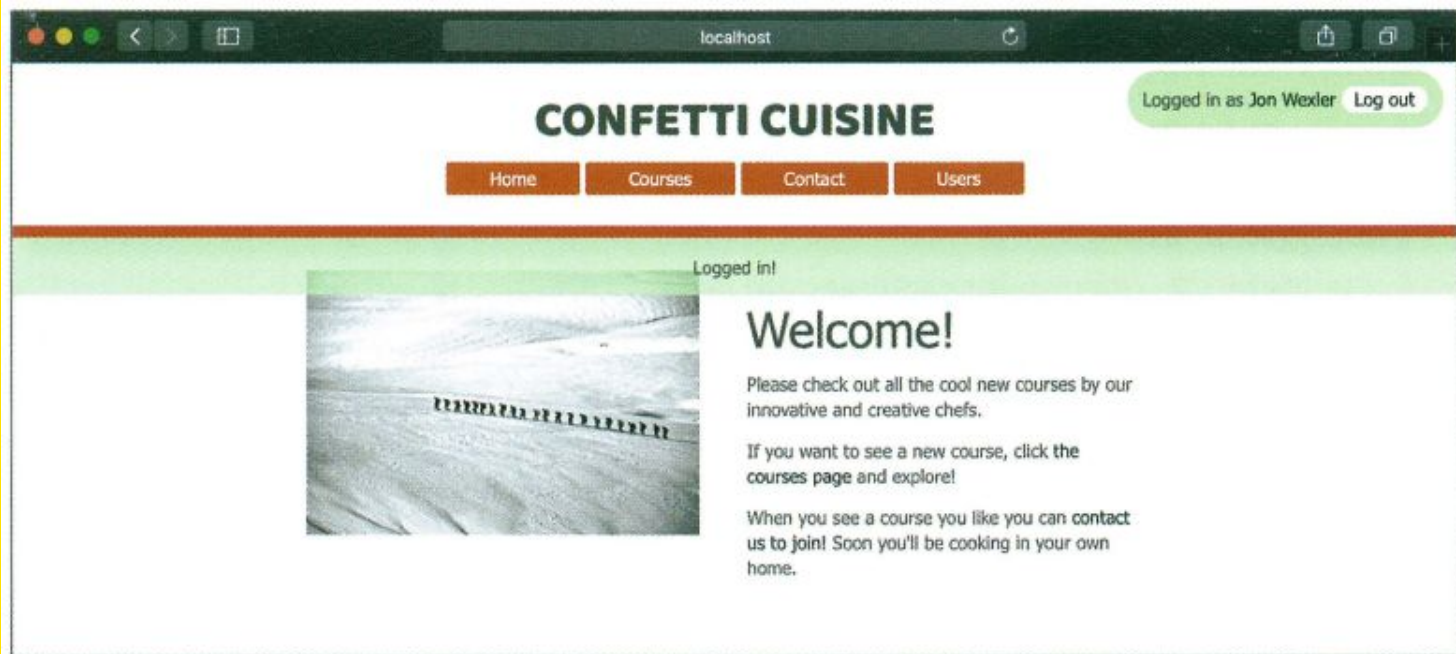 localhost
Logged in as Jon Wexler Log out
CONFETTI CUISINE
Home Courses Contact Users
Logged in!
Welcome!
Please check out all the cool new courses by our
innovative and creative chefs.
If you want to see a new course, click the
courses page and explore!
When you see a course you like you can contact
us to join! Soon you'll be cooking in your own
home.